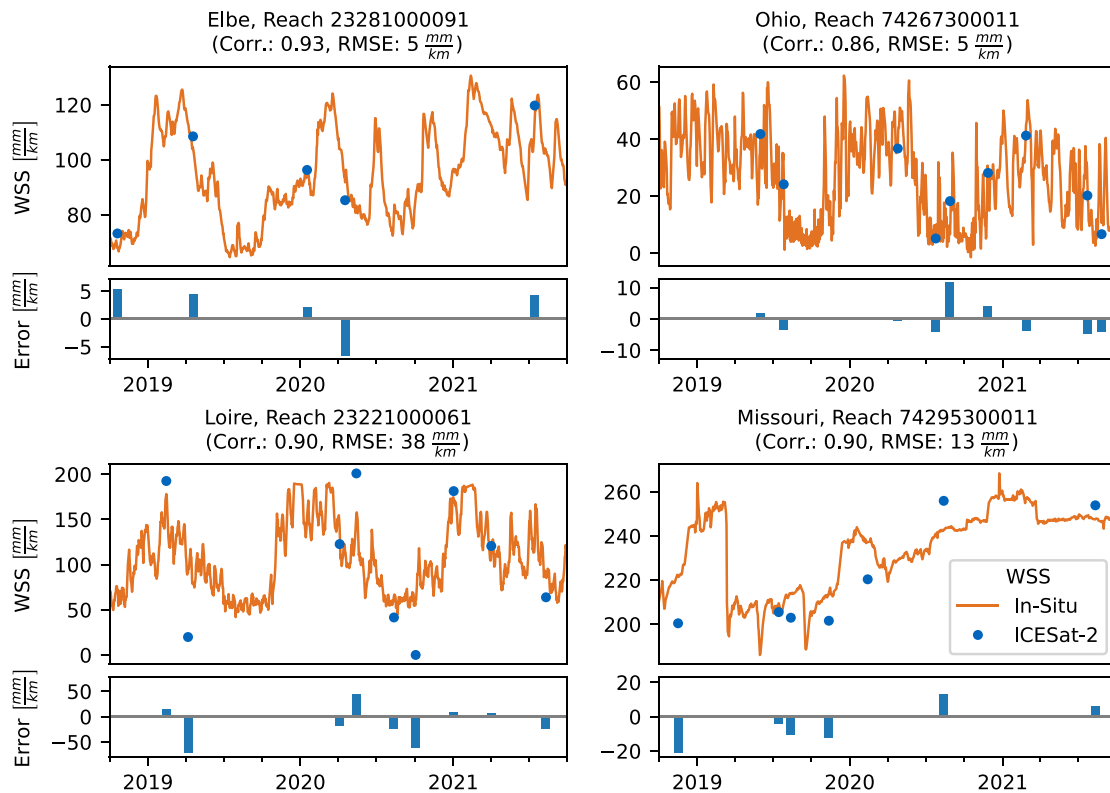 Elbe, Reach 23281000091
(Corr.: 0.93, RMSE: 5 mm/km)
WSS [mm/km]
120
100
80
Error [mm/km]
5
0
−5
2019
2020
2021
Ohio, Reach 74267300011
(Corr.: 0.86, RMSE: 5 mm/km)
60
40
20
0
10
0
−10
2019
2020
2021
Loire, Reach 23221000061
(Corr.: 0.90, RMSE: 38 mm/km)
WSS [mm/km]
200
150
100
50
0
Error [mm/km]
50
0
−50
2019
2020
2021
Missouri, Reach 74295300011
(Corr.: 0.90, RMSE: 13 mm/km)
260
240
220
200
WSS
In-Situ
ICESat-2
20
0
−20
2019
2020
2021